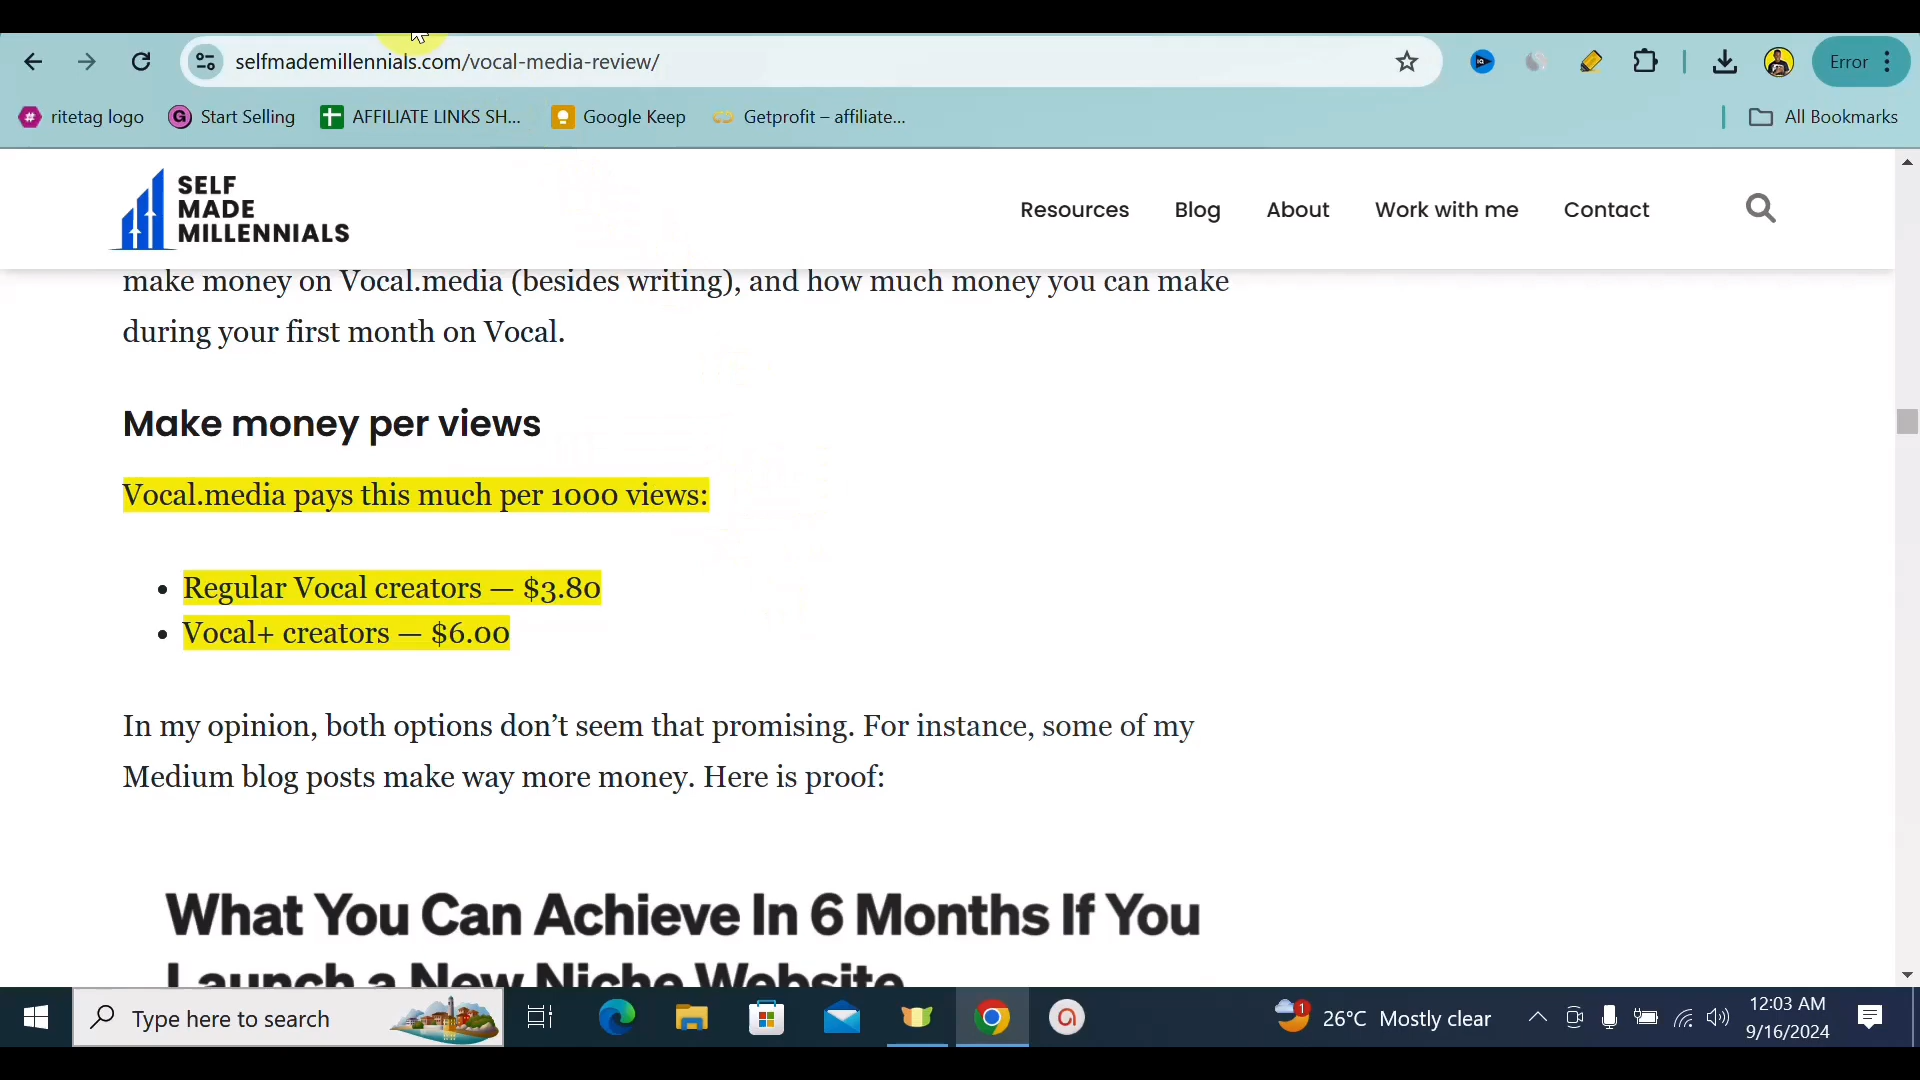 selfmademillennials.com/vocal-media-review/
Error
ritetag logo
Start Selling
AFFILIATE LINKS SH...
Google Keep
Getprofit – affiliate...
All Bookmarks
SELF
MADE
MILLENNIALS
Resources
Blog
About
Work with me
Contact
make money on Vocal.media (besides writing), and how much money you can make
during your first month on Vocal.
Make money per views
Vocal.media pays this much per 1000 views:
• Regular Vocal creators — $3.80
• Vocal+ creators — $6.00
In my opinion, both options don’t seem that promising. For instance, some of my
Medium blog posts make way more money. Here is proof:
What You Can Achieve In 6 Months If You
Launch a New Niche Website
Type here to search
1
26°C Mostly clear
12:03 AM
9/16/2024